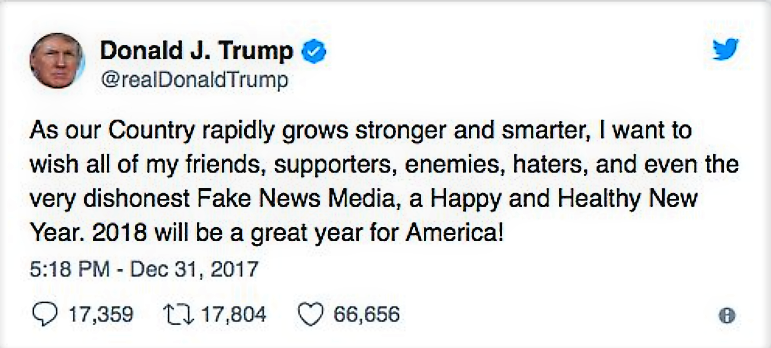 Donald J. Trump
@realDonaldTrump
As our Country rapidly grows stronger and smarter, I want to
wish all of my friends, supporters, enemies, haters, and even the
very dishonest Fake News Media, a Happy and Healthy New
Year. 2018 will be a great year for America!
5:18 PM - Dec 31, 2017
17,359 17,804 66,656